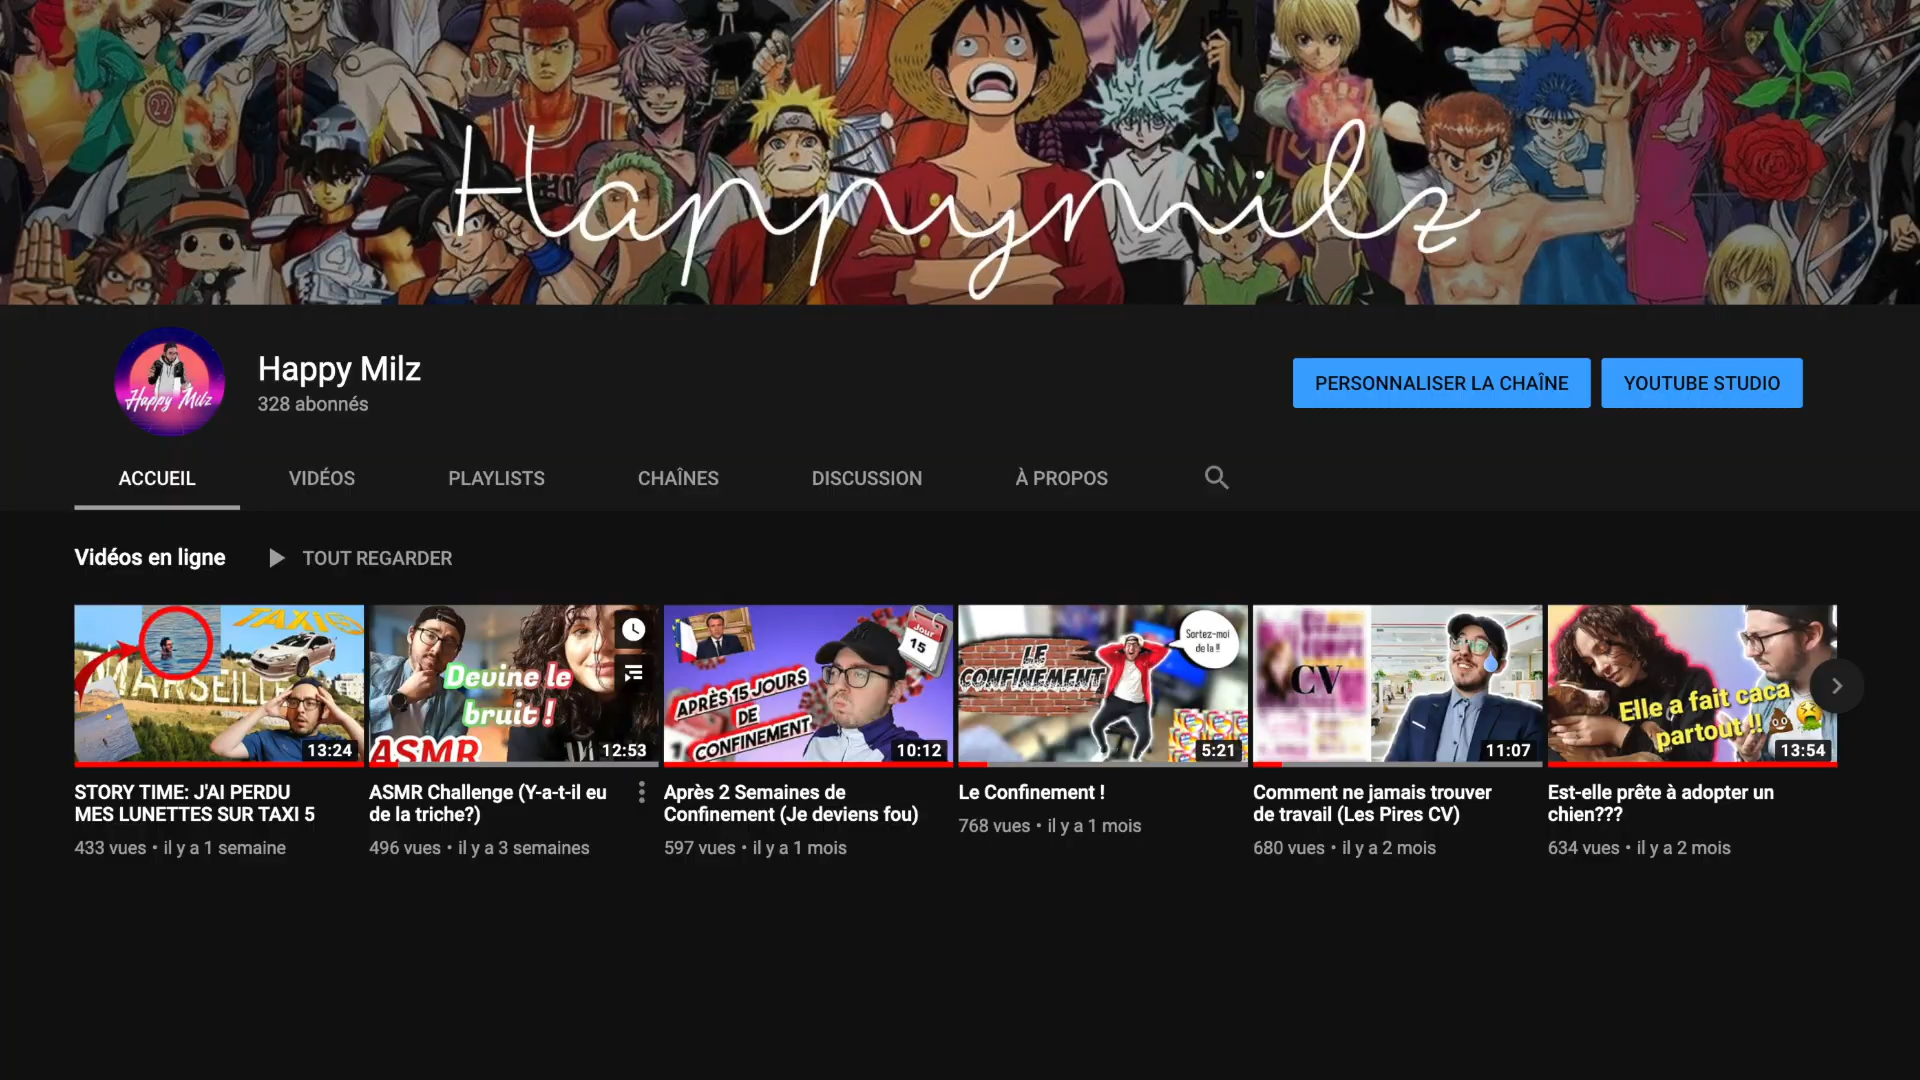 Happymilz
Happy Milz
Happy Milz
328 abonnés
PERSONNALISER LA CHAÎNE
YOUTUBE STUDIO
ACCUEIL
VIDÉOS
PLAYLISTS
CHAÎNES
DISCUSSION
À PROPOS
Vidéos en ligne
TOUT REGARDER
TAXI 5
MARSEILLE
13:24
STORY TIME: J'AI PERDU
MES LUNETTES SUR TAXI 5
433 vues • il y a 1 semaine
Devine le
bruit !
ASMR
12:53
ASMR Challenge (Y-a-t-il eu
de la triche?)
496 vues • il y a 3 semaines
Jour
15
APRÈS 15 JOURS
DE
CONFINEMENT
10:12
Après 2 Semaines de
Confinement (Je deviens fou)
597 vues • il y a 1 mois
LE
CONFINEMENT
Sortez-moi
de la !!
5:21
Le Confinement !
768 vues • il y a 1 mois
CV
11:07
Comment ne jamais trouver
de travail (Les Pires CV)
680 vues • il y a 2 mois
Elle a fait caca
partout !!
13:54
Est-elle prête à adopter un
chien???
634 vues • il y a 2 mois